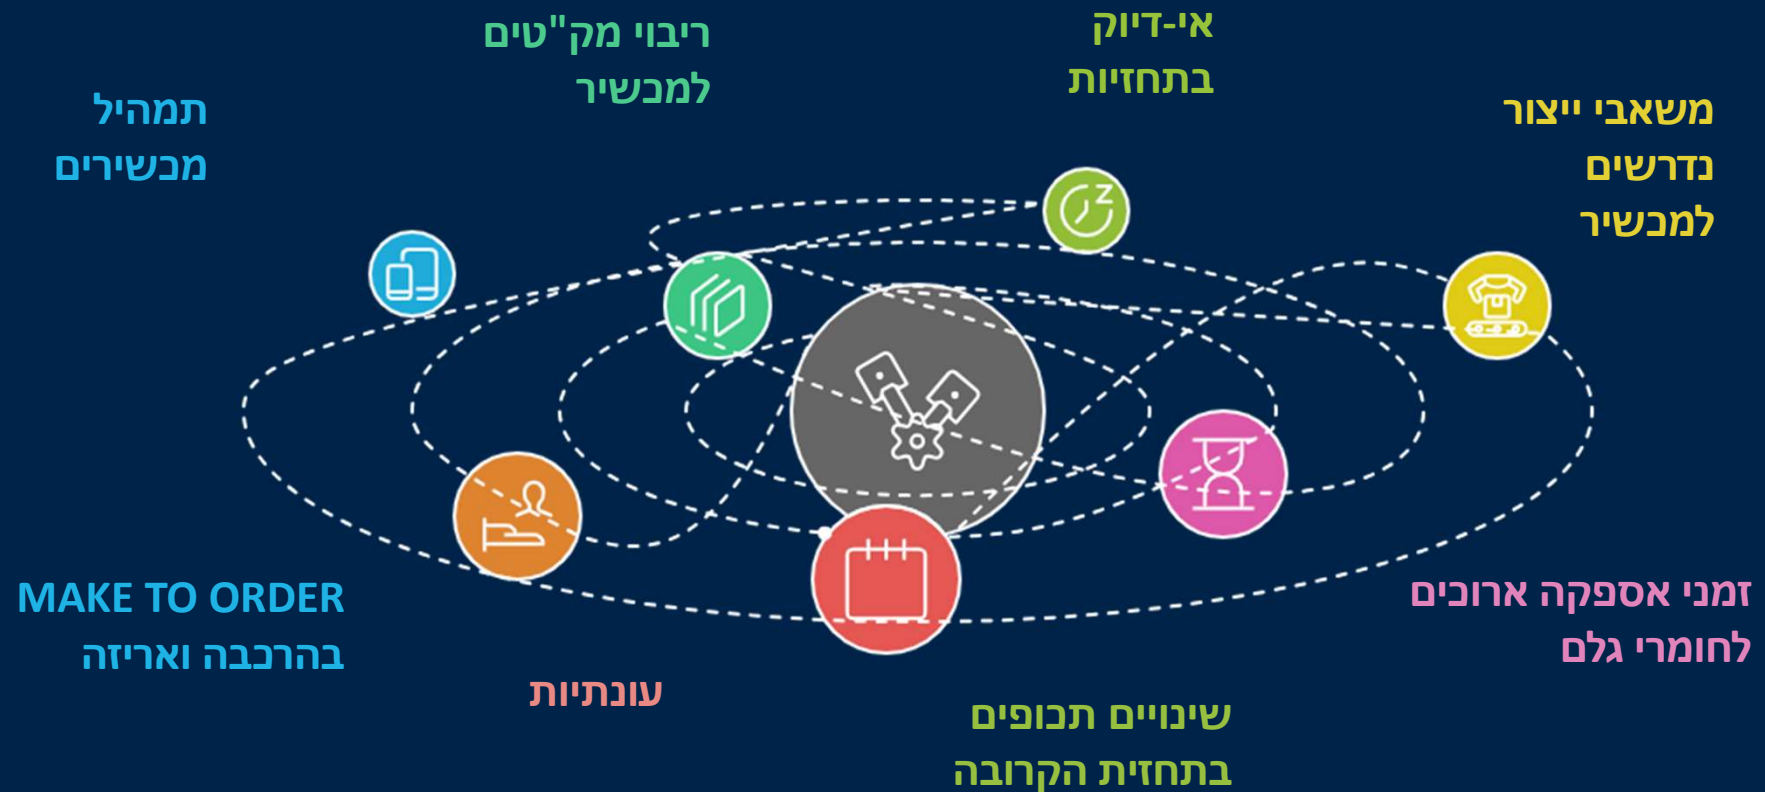 משאבי ייצור
נדרשים
למכשיר
אי-דיוק
בתחזיות
ריבוי מק"טים
למכשיר
תמהיל
מכשירים
זמני אספקה ארוכים
לחומרי גלם
שינויים תכופים
בתחזית הקרובה
עונתיות
MAKE TO ORDER
בהרכבה ואריזה